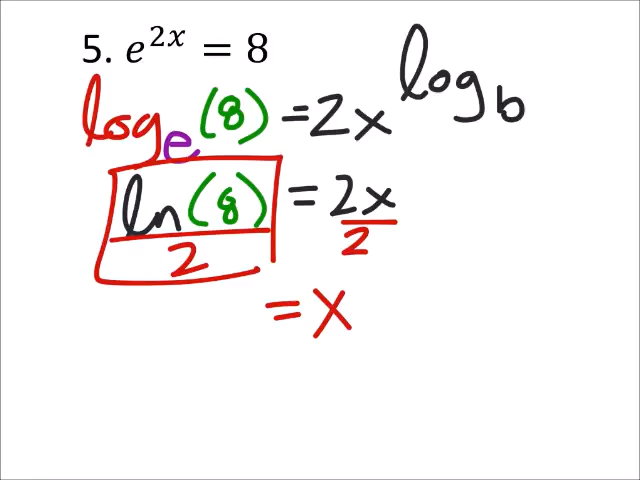 5. e^{2x} = 8
log_b
log_e (8) = 2x
ln(8)/2 = 2x/2
= x